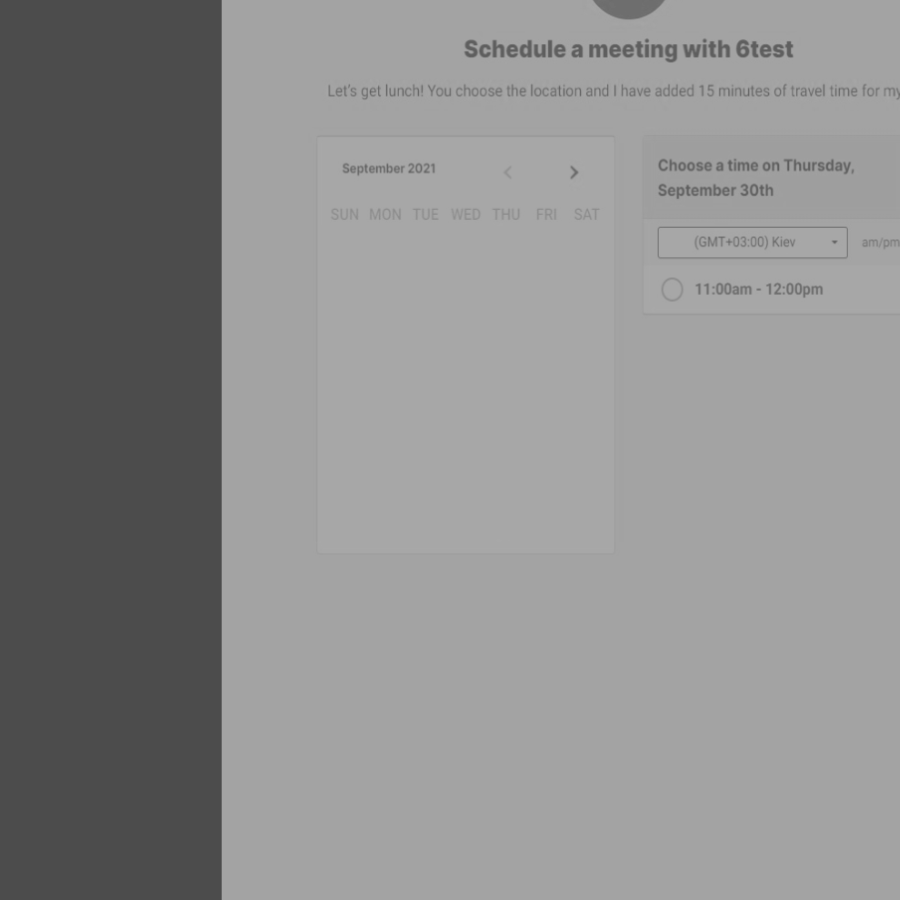 Schedule a meeting with 6test
Let's get lunch! You choose the location and I have added 15 minutes of travel time for my
September 2021
SUN MON TUE WED THU FRI SAT
Choose a time on Thursday,
September 30th
(GMT+03:00) Kiev
am/pm
11:00am - 12:00pm